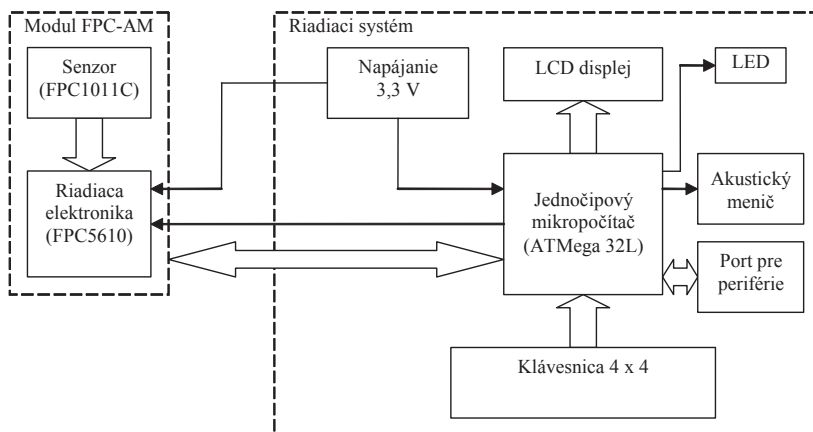 Modul FPC-AM
Senzor
(FPC1011C)
Riadiaca
elektronika
(FPC5610)
Riadiaci systém
Napájanie
3,3 V
LCD displej
LED
Jednočipový
mikropočítač
(ATMega 32L)
Akustický
menič
Port pre
periférie
Klávesnica 4 x 4